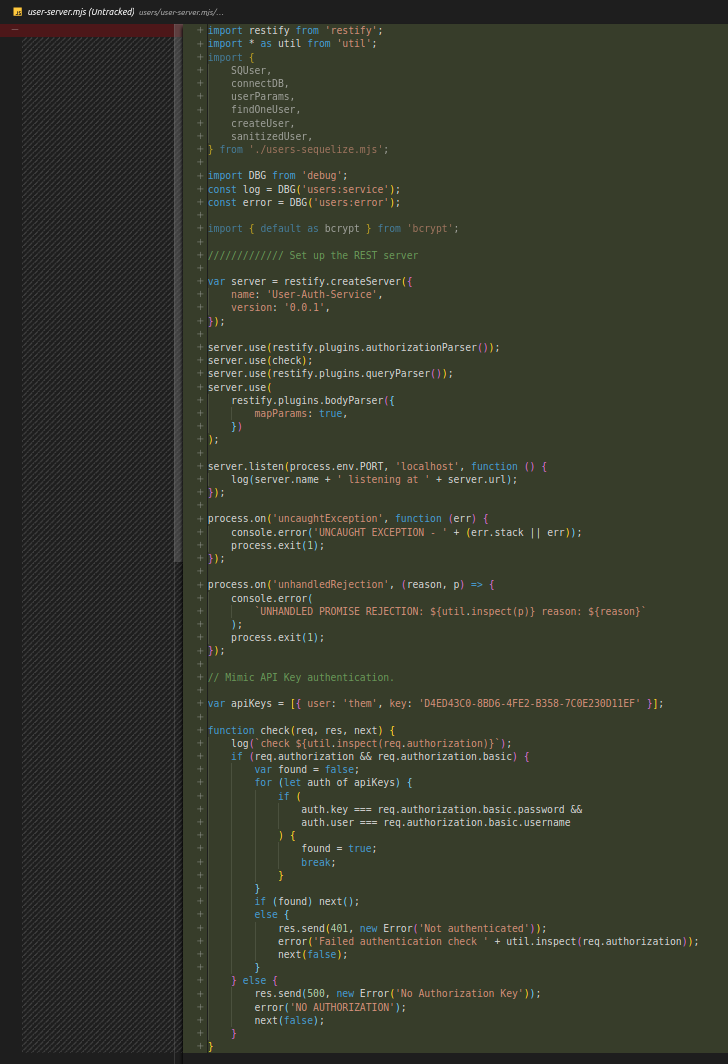 JS user-server.mjs (Untracked) users/user-server.mjs/...
import restify from 'restify';
import * as util from 'util';
import {
    SQUser,
    connectDB,
    userParams,
    findOneUser,
    createUser,
    sanitizedUser,
} from './users-sequelize.mjs';

import DBG from 'debug';
const log = DBG('users:service');
const error = DBG('users:error');

import { default as bcrypt } from 'bcrypt';

///////////// Set up the REST server

var server = restify.createServer({
    name: 'User-Auth-Service',
    version: '0.0.1',
});

server.use(restify.plugins.authorizationParser());
server.use(check);
server.use(restify.plugins.queryParser());
server.use(
    restify.plugins.bodyParser({
        mapParams: true,
    })
);

server.listen(process.env.PORT, 'localhost', function () {
    log(server.name + ' listening at ' + server.url);
});

process.on('uncaughtException', function (err) {
    console.error('UNCAUGHT EXCEPTION - ' + (err.stack || err));
    process.exit(1);
});

process.on('unhandledRejection', (reason, p) => {
    console.error(
        `UNHANDLED PROMISE REJECTION: ${util.inspect(p)} reason: ${reason}`
    );
    process.exit(1);
});

// Mimic API Key authentication.

var apiKeys = [{ user: 'them', key: 'D4ED43C0-8BD6-4FE2-B358-7C0E230D11EF' }];

function check(req, res, next) {
    log(`check ${util.inspect(req.authorization)}`);
    if (req.authorization && req.authorization.basic) {
        var found = false;
        for (let auth of apiKeys) {
            if (
                auth.key === req.authorization.basic.password &&
                auth.user === req.authorization.basic.username
            ) {
                found = true;
                break;
            }
        }
        if (found) next();
        else {
            res.send(401, new Error('Not authenticated'));
            error('Failed authentication check ' + util.inspect(req.authorization));
            next(false);
        }
    } else {
        res.send(500, new Error('No Authorization Key'));
        error('NO AUTHORIZATION');
        next(false);
    }
}